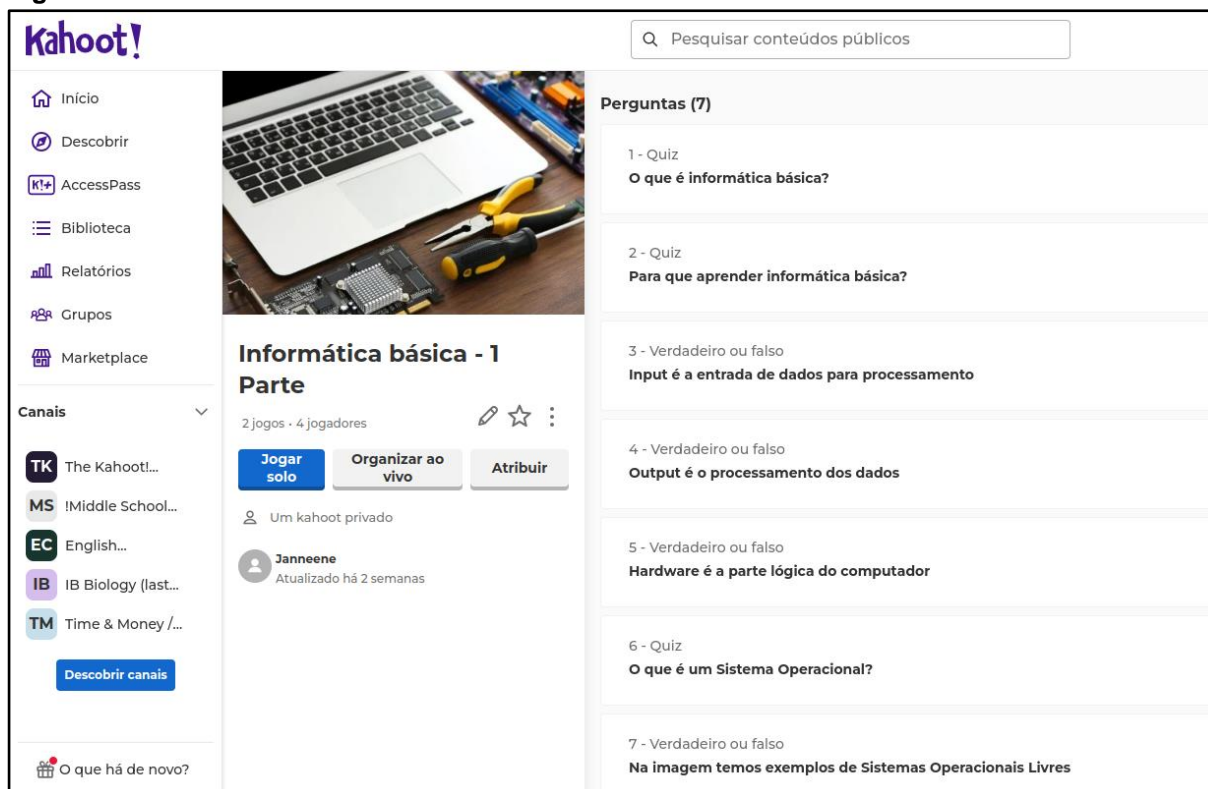 Kahoot!
Pesquisar conteúdos públicos
Início
Descobrir
K!+ AccessPass
Biblioteca
Relatórios
Grupos
Marketplace
Canais
TK The Kahoot!...
MS !Middle School...
EC English...
IB IB Biology (last...
TM Time & Money /...
Descobrir canais
O que há de novo?
Informática básica - 1
Parte
2 jogos · 4 jogadores
Jogar
solo
Organizar ao
vivo
Atribuir
Um kahoot privado
Janneene
Atualizado há 2 semanas
Perguntas (7)
1 - Quiz
O que é informática básica?
2 - Quiz
Para que aprender informática básica?
3 - Verdadeiro ou falso
Input é a entrada de dados para processamento
4 - Verdadeiro ou falso
Output é o processamento dos dados
5 - Verdadeiro ou falso
Hardware é a parte lógica do computador
6 - Quiz
O que é um Sistema Operacional?
7 - Verdadeiro ou falso
Na imagem temos exemplos de Sistemas Operacionais Livres